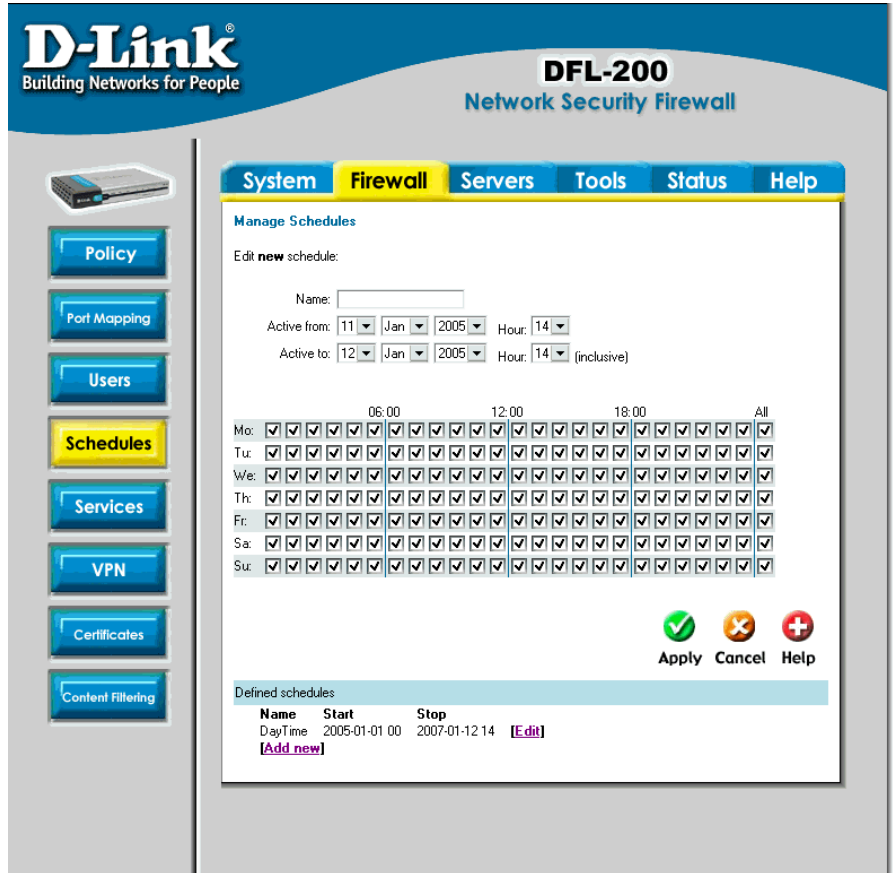 D-Link
Building Networks for People
DFL-200
Network Security Firewall
System Firewall Servers Tools Status Help
Policy
Port Mapping
Users
Schedules
Services
VPN
Certificates
Content Filtering
Manage Schedules
Edit new schedule:
Name:
Active from: 11 Jan 2005 Hour: 14
Active to: 12 Jan 2005 Hour: 14 (inclusive)
06:00 12:00 18:00 All
Mo:
Tu:
We:
Th:
Fr:
Sa:
Su:
Apply Cancel Help
Defined schedules
Name Start Stop
DayTime 2005-01-01 00 2007-01-12 14 [Edit]
[Add new]